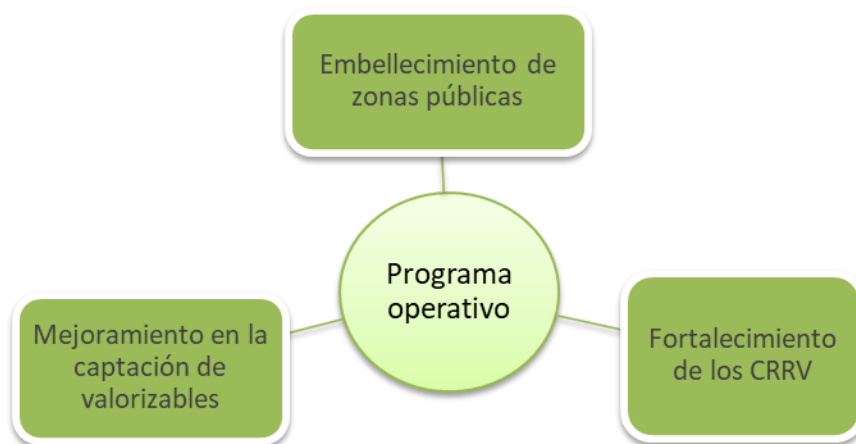 Embellecimiento de
zonas públicas
Programa
operativo
Mejoramiento en la
captación de
valorizables
Fortalecimiento
de los CRRV